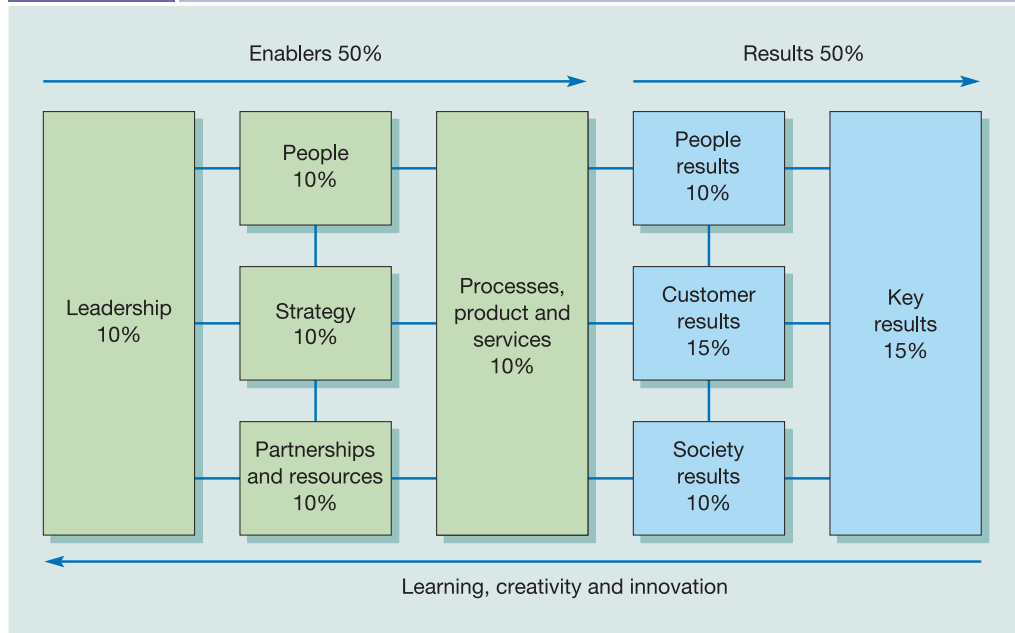 Enablers 50%
Results 50%
Leadership
10%
People
10%
Strategy
10%
Partnerships
and resources
10%
Processes,
product and
services
10%
People
results
10%
Customer
results
15%
Society
results
10%
Key
results
15%
Learning, creativity and innovation